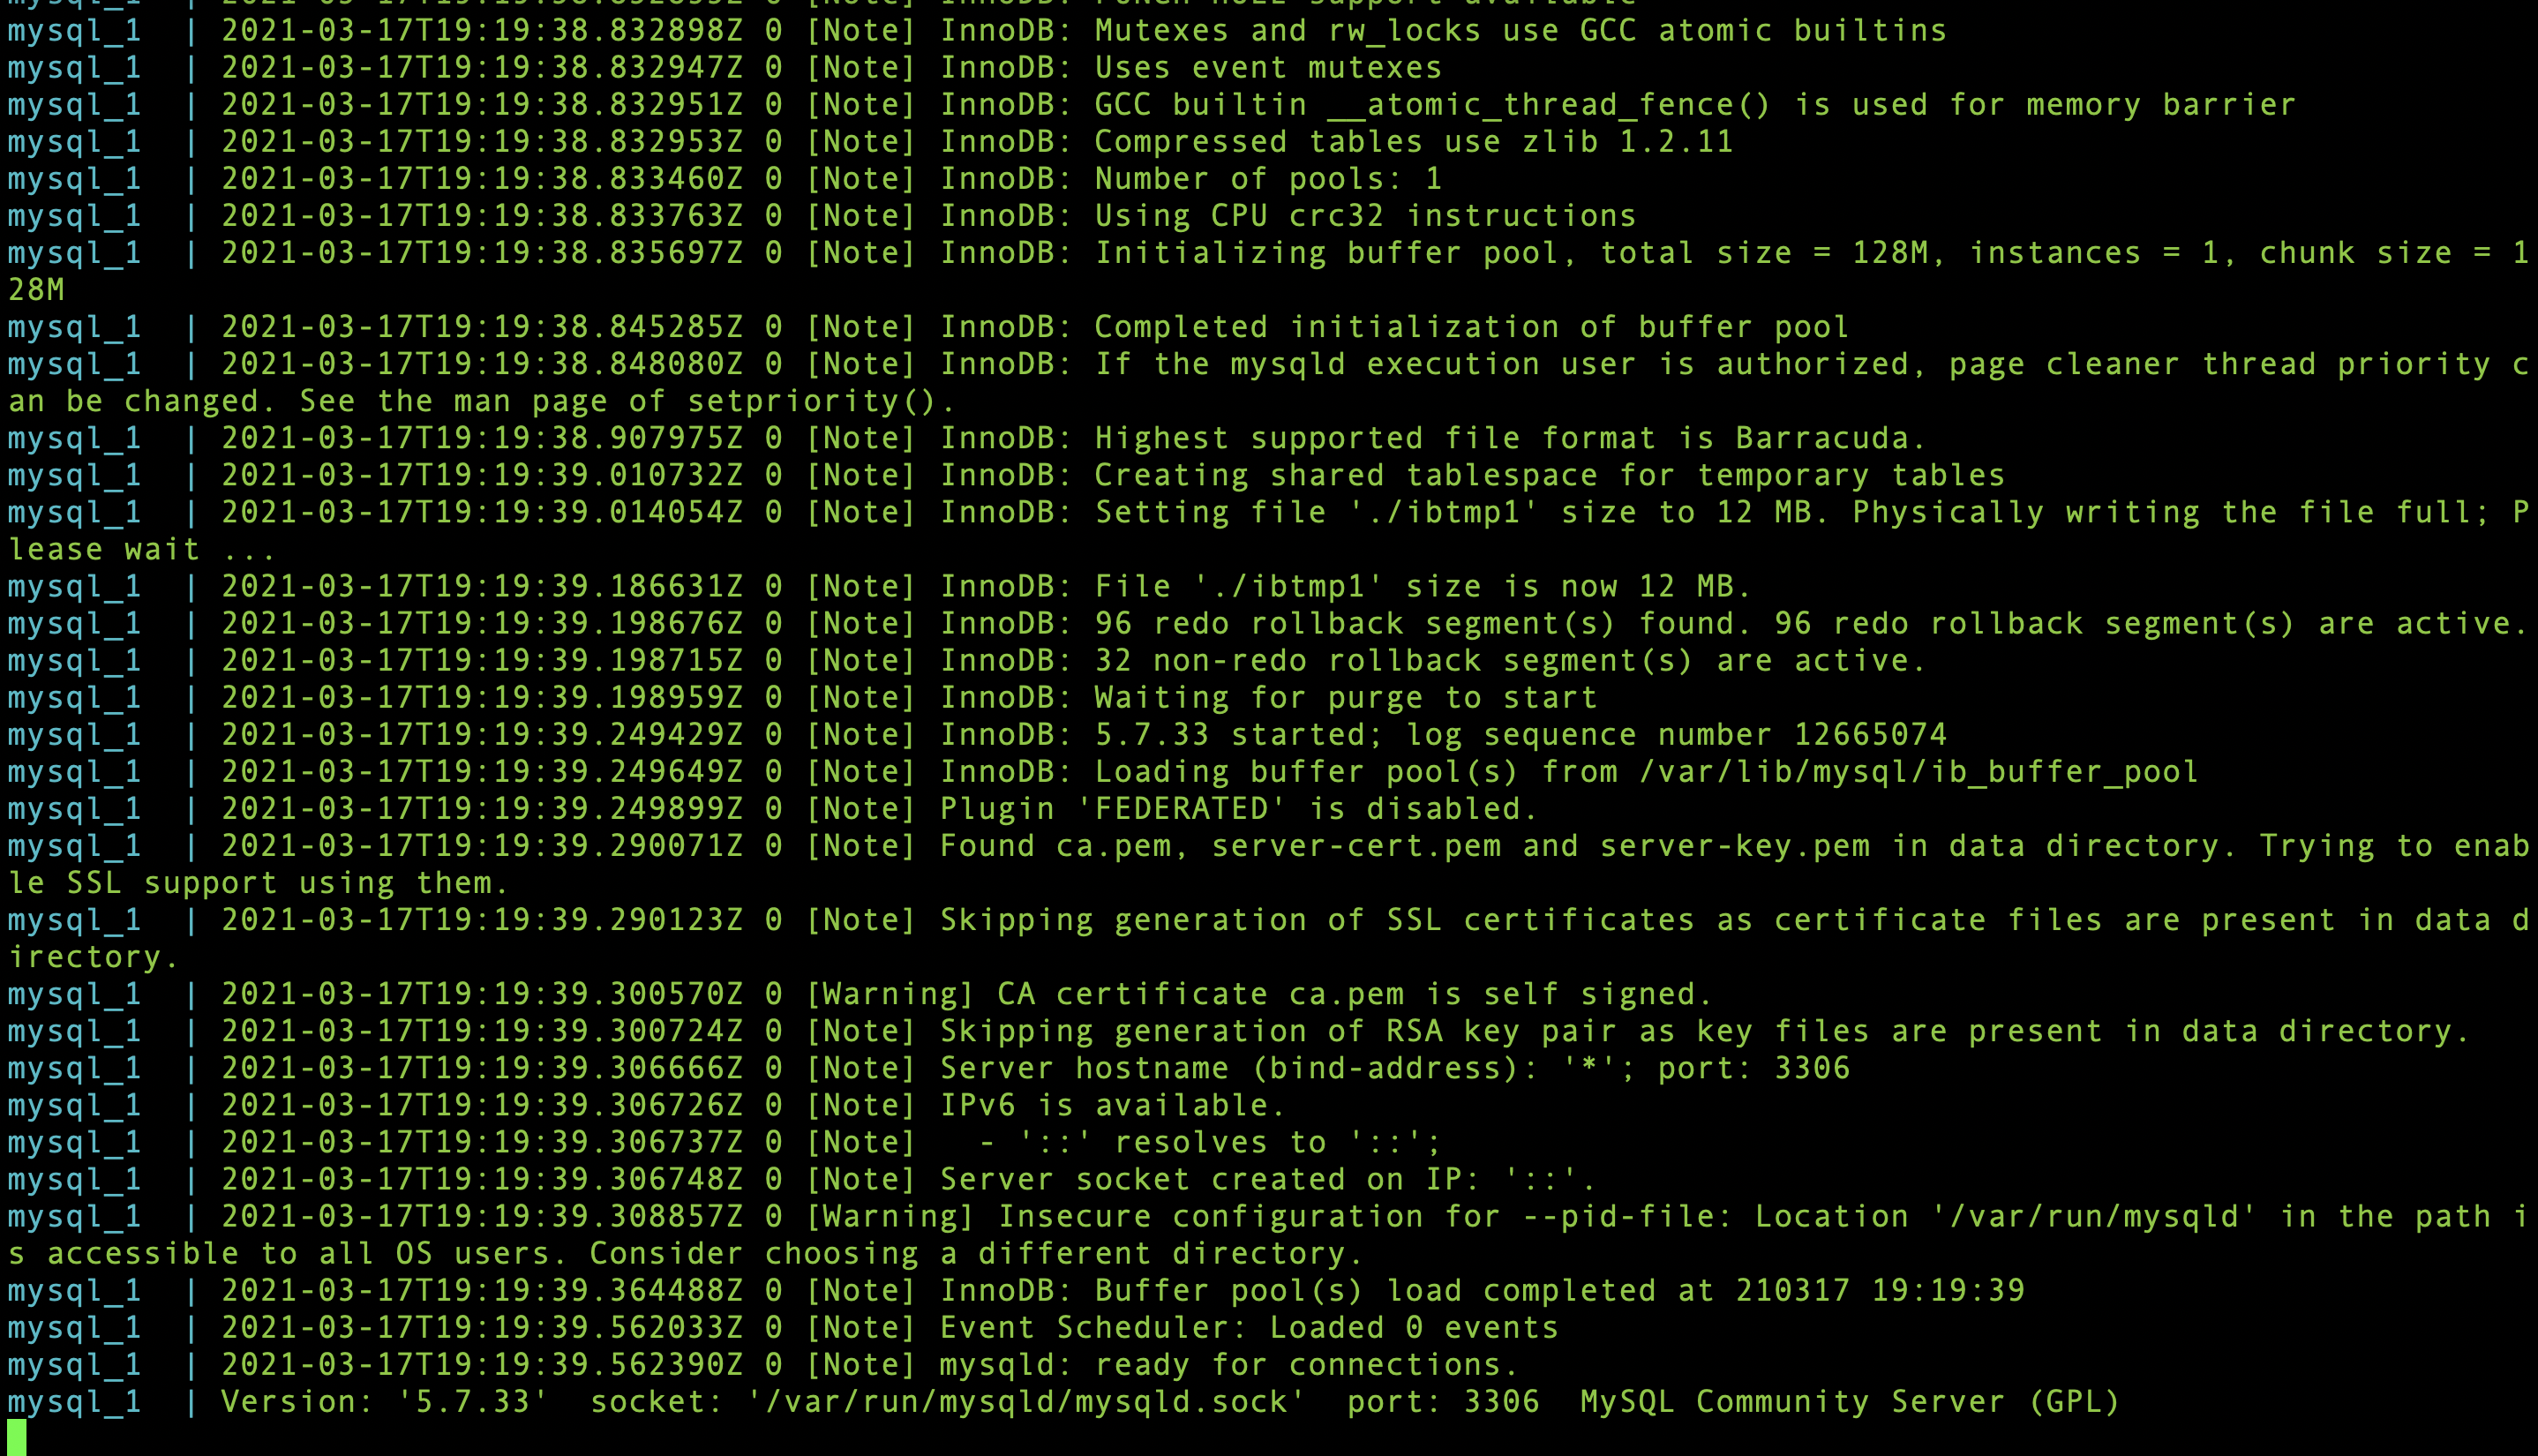 mysql_1  | 2021-03-17T19:19:38.832895Z 0 [Note] InnoDB: PUNCH HOLE support available
mysql_1  | 2021-03-17T19:19:38.832898Z 0 [Note] InnoDB: Mutexes and rw_locks use GCC atomic builtins
mysql_1  | 2021-03-17T19:19:38.832947Z 0 [Note] InnoDB: Uses event mutexes
mysql_1  | 2021-03-17T19:19:38.832951Z 0 [Note] InnoDB: GCC builtin __atomic_thread_fence() is used for memory barrier
mysql_1  | 2021-03-17T19:19:38.832953Z 0 [Note] InnoDB: Compressed tables use zlib 1.2.11
mysql_1  | 2021-03-17T19:19:38.833460Z 0 [Note] InnoDB: Number of pools: 1
mysql_1  | 2021-03-17T19:19:38.833763Z 0 [Note] InnoDB: Using CPU crc32 instructions
mysql_1  | 2021-03-17T19:19:38.835697Z 0 [Note] InnoDB: Initializing buffer pool, total size = 128M, instances = 1, chunk size = 1
28M
mysql_1  | 2021-03-17T19:19:38.845285Z 0 [Note] InnoDB: Completed initialization of buffer pool
mysql_1  | 2021-03-17T19:19:38.848080Z 0 [Note] InnoDB: If the mysqld execution user is authorized, page cleaner thread priority c
an be changed. See the man page of setpriority().
mysql_1  | 2021-03-17T19:19:38.907975Z 0 [Note] InnoDB: Highest supported file format is Barracuda.
mysql_1  | 2021-03-17T19:19:39.010732Z 0 [Note] InnoDB: Creating shared tablespace for temporary tables
mysql_1  | 2021-03-17T19:19:39.014054Z 0 [Note] InnoDB: Setting file './ibtmp1' size to 12 MB. Physically writing the file full; P
lease wait ...
mysql_1  | 2021-03-17T19:19:39.186631Z 0 [Note] InnoDB: File './ibtmp1' size is now 12 MB.
mysql_1  | 2021-03-17T19:19:39.198676Z 0 [Note] InnoDB: 96 redo rollback segment(s) found. 96 redo rollback segment(s) are active.
mysql_1  | 2021-03-17T19:19:39.198715Z 0 [Note] InnoDB: 32 non-redo rollback segment(s) are active.
mysql_1  | 2021-03-17T19:19:39.198959Z 0 [Note] InnoDB: Waiting for purge to start
mysql_1  | 2021-03-17T19:19:39.249429Z 0 [Note] InnoDB: 5.7.33 started; log sequence number 12665074
mysql_1  | 2021-03-17T19:19:39.249649Z 0 [Note] InnoDB: Loading buffer pool(s) from /var/lib/mysql/ib_buffer_pool
mysql_1  | 2021-03-17T19:19:39.249899Z 0 [Note] Plugin 'FEDERATED' is disabled.
mysql_1  | 2021-03-17T19:19:39.290071Z 0 [Note] Found ca.pem, server-cert.pem and server-key.pem in data directory. Trying to enab
le SSL support using them.
mysql_1  | 2021-03-17T19:19:39.290123Z 0 [Note] Skipping generation of SSL certificates as certificate files are present in data d
irectory.
mysql_1  | 2021-03-17T19:19:39.300570Z 0 [Warning] CA certificate ca.pem is self signed.
mysql_1  | 2021-03-17T19:19:39.300724Z 0 [Note] Skipping generation of RSA key pair as key files are present in data directory.
mysql_1  | 2021-03-17T19:19:39.306666Z 0 [Note] Server hostname (bind-address): '*'; port: 3306
mysql_1  | 2021-03-17T19:19:39.306726Z 0 [Note] IPv6 is available.
mysql_1  | 2021-03-17T19:19:39.306737Z 0 [Note]   - '::' resolves to '::';
mysql_1  | 2021-03-17T19:19:39.306748Z 0 [Note] Server socket created on IP: '::'.
mysql_1  | 2021-03-17T19:19:39.308857Z 0 [Warning] Insecure configuration for --pid-file: Location '/var/run/mysqld' in the path i
s accessible to all OS users. Consider choosing a different directory.
mysql_1  | 2021-03-17T19:19:39.364488Z 0 [Note] InnoDB: Buffer pool(s) load completed at 210317 19:19:39
mysql_1  | 2021-03-17T19:19:39.562033Z 0 [Note] Event Scheduler: Loaded 0 events
mysql_1  | 2021-03-17T19:19:39.562390Z 0 [Note] mysqld: ready for connections.
mysql_1  | Version: '5.7.33'  socket: '/var/run/mysqld/mysqld.sock'  port: 3306  MySQL Community Server (GPL)